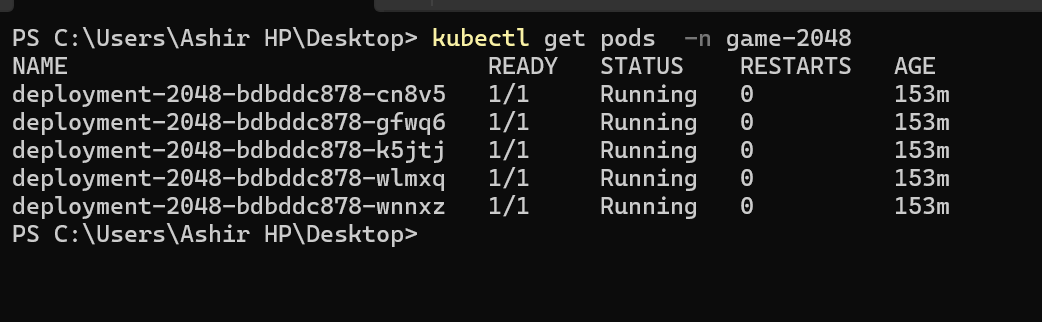 PS C:\Users\Ashir HP\Desktop> kubectl get pods  -n game-2048
NAME                              READY   STATUS    RESTARTS   AGE
deployment-2048-bdbddc878-cn8v5   1/1     Running   0          153m
deployment-2048-bdbddc878-gfwq6   1/1     Running   0          153m
deployment-2048-bdbddc878-k5jtj   1/1     Running   0          153m
deployment-2048-bdbddc878-wlmxq   1/1     Running   0          153m
deployment-2048-bdbddc878-wnnxz   1/1     Running   0          153m
PS C:\Users\Ashir HP\Desktop>